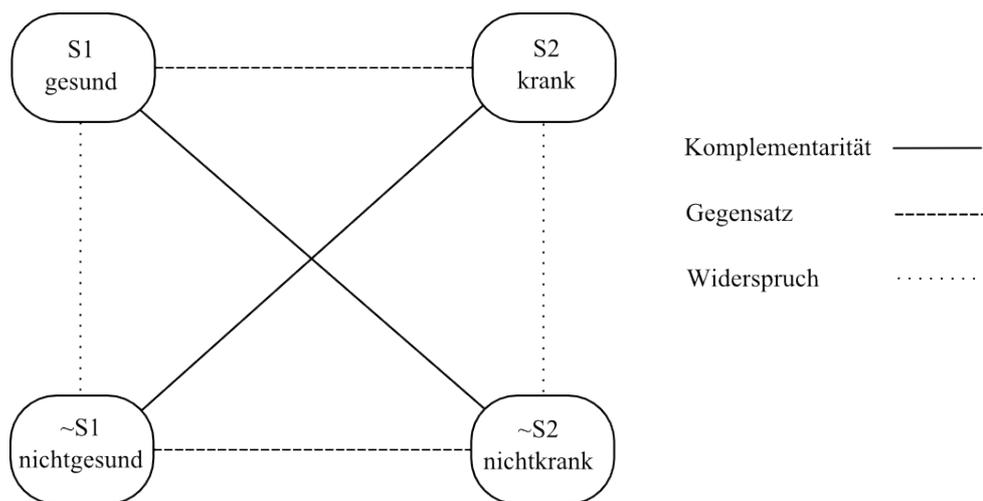 S1
gesund
S2
krank
Komplementarität
Gegensatz
Widerspruch
~S1
nichtgesund
~S2
nichtkrank